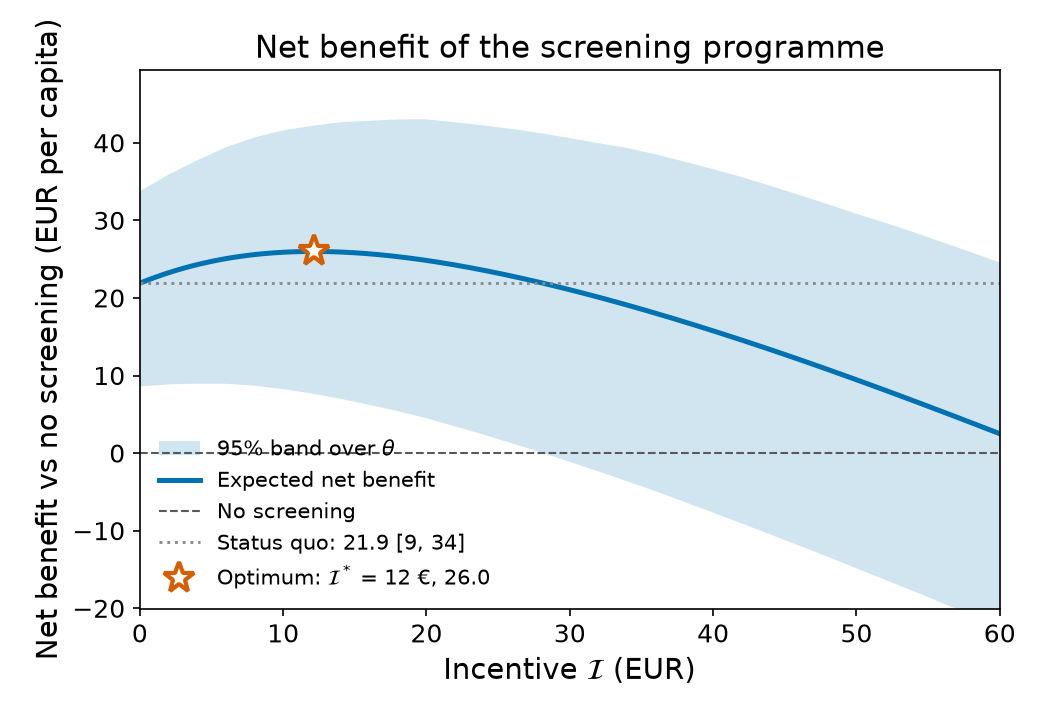 Net benefit of the screening programme
Net benefit vs no screening (EUR per capita)
40
30
20
10
0
−10
−20
95% band over θ
Expected net benefit
No screening
Status quo: 21.9 [9, 34]
Optimum: ℐ* = 12 €, 26.0
0 10 20 30 40 50 60
Incentive ℐ (EUR)